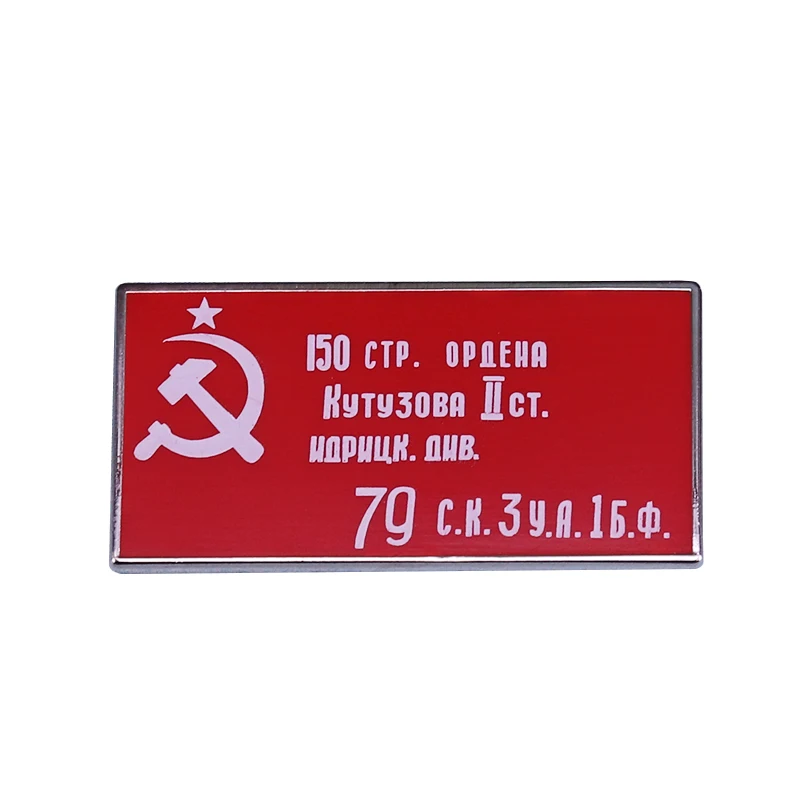 150 СТР. ОРДЕНА
КУТУЗОВА II СТ.
ИДРИЦК. ДИВ.
79 С.К. 3 У.А. 1 Б.Ф.